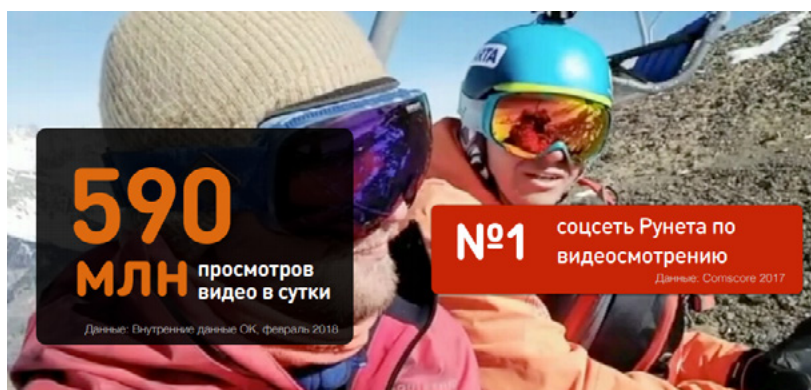 590
млн просмотров
видео в сутки
Данные: Внутренние данные ОК, февраль 2018
№1 соцсеть Рунета по
видеосмотрению
Данные: Comscore 2017